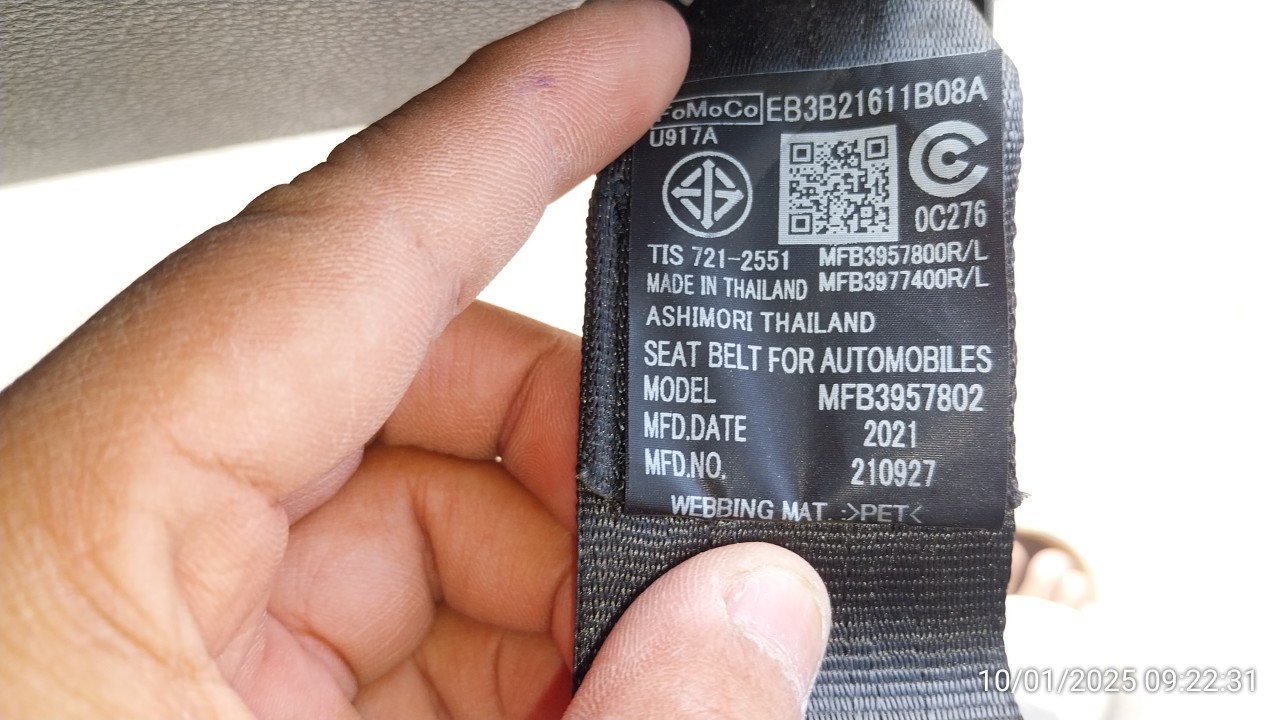 FoMoCo EB3B21611B08A
U917A
0C276
TIS 721-2551 MFB3957800R/L
MADE IN THAILAND MFB3977400R/L
ASHIMORI THAILAND
SEAT BELT FOR AUTOMOBILES
MODEL MFB3957802
MFD.DATE 2021
MFD.NO. 210927
WEBBING MAT. >PET<
10/01/2025 09:22:31